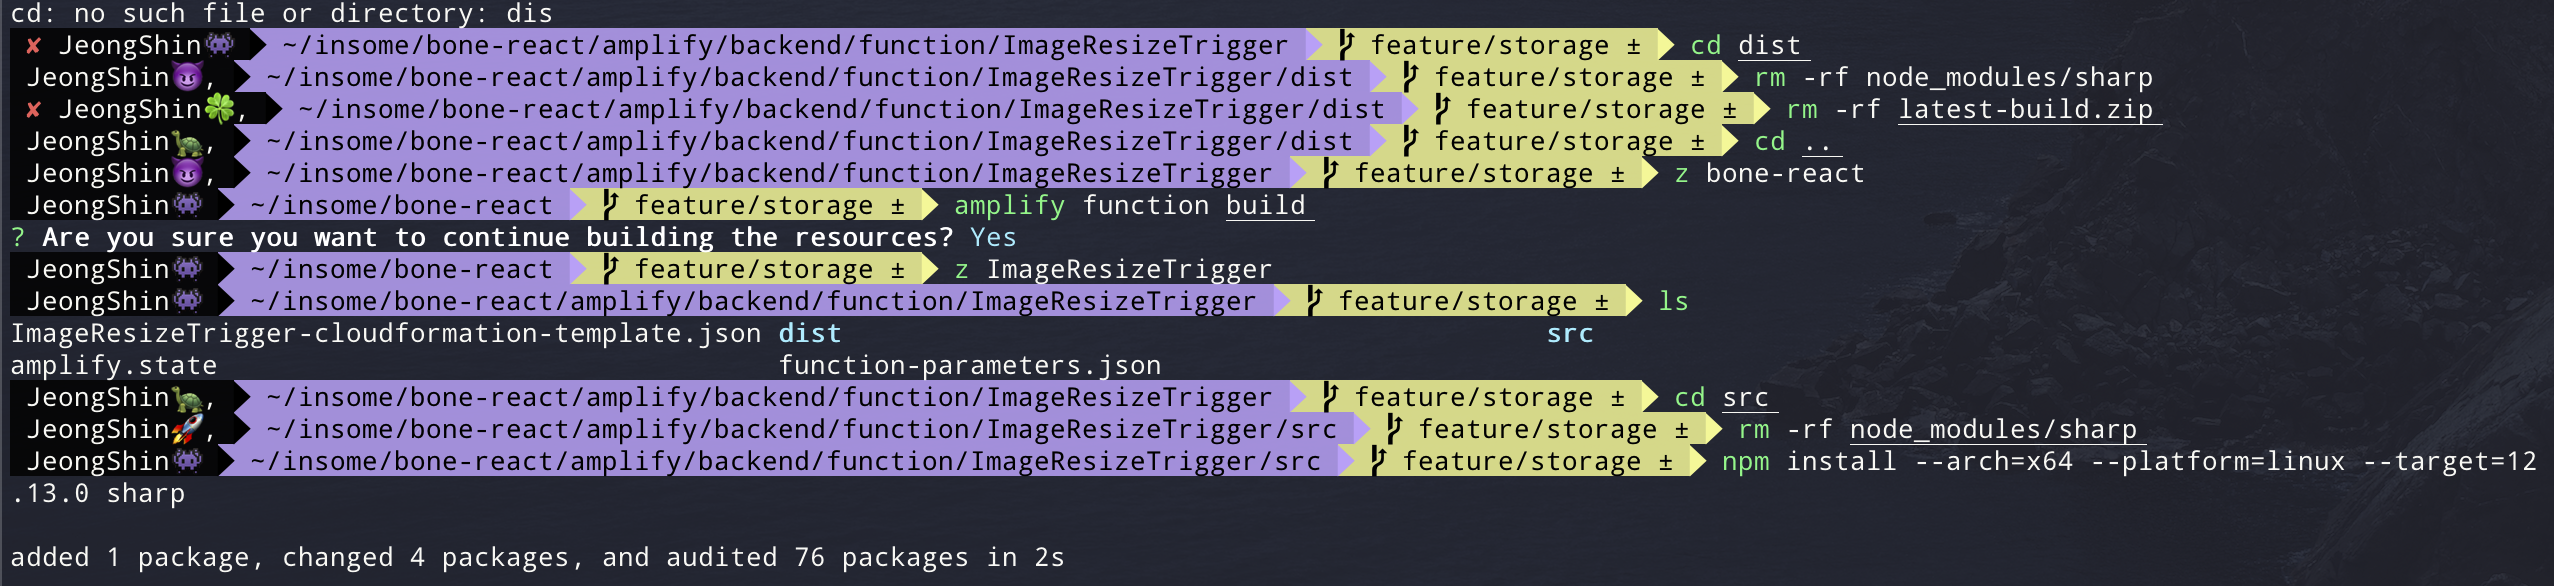 cd: no such file or directory: dis
✘ JeongShin👾 ~/insome/bone-react/amplify/backend/function/ImageResizeTrigger feature/storage ± cd dist
JeongShin😈, ~/insome/bone-react/amplify/backend/function/ImageResizeTrigger/dist feature/storage ± rm -rf node_modules/sharp
✘ JeongShin🍀, ~/insome/bone-react/amplify/backend/function/ImageResizeTrigger/dist feature/storage ± rm -rf latest-build.zip
JeongShin🐢, ~/insome/bone-react/amplify/backend/function/ImageResizeTrigger/dist feature/storage ± cd ..
JeongShin😈, ~/insome/bone-react/amplify/backend/function/ImageResizeTrigger feature/storage ± z bone-react
JeongShin👾 ~/insome/bone-react feature/storage ± amplify function build
? Are you sure you want to continue building the resources? Yes
JeongShin👾 ~/insome/bone-react feature/storage ± z ImageResizeTrigger
JeongShin👾 ~/insome/bone-react/amplify/backend/function/ImageResizeTrigger feature/storage ± ls
ImageResizeTrigger-cloudformation-template.json dist src
amplify.state function-parameters.json
JeongShin🐢, ~/insome/bone-react/amplify/backend/function/ImageResizeTrigger feature/storage ± cd src
JeongShin🚀, ~/insome/bone-react/amplify/backend/function/ImageResizeTrigger/src feature/storage ± rm -rf node_modules/sharp
JeongShin👾 ~/insome/bone-react/amplify/backend/function/ImageResizeTrigger/src feature/storage ± npm install --arch=x64 --platform=linux --target=12
.13.0 sharp
added 1 package, changed 4 packages, and audited 76 packages in 2s